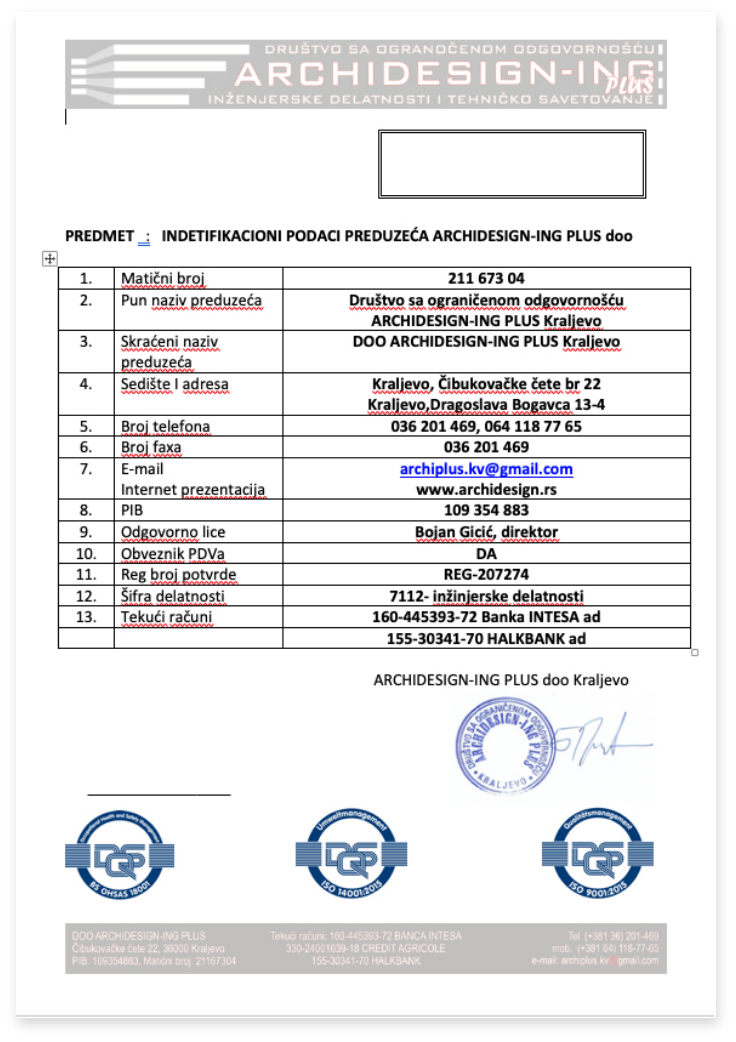 DRUŠTVO SA OGRANOČENOM ODGOVORNOŠĆU
ARCHIDESIGN-ING
PLUS
INŽENJERSKE DELATNOSTI I TEHNIČKO SAVETOVANJE
PREDMET : INDETIFIKACIONI PODACI PREDUZEĆA ARCHIDESIGN-ING PLUS doo
1. Matični broj 211 673 04
2. Pun naziv preduzeća Društvo sa ograničenom odgovornošću
ARCHIDESIGN-ING PLUS Kraljevo
3. Skraćeni naziv DOO ARCHIDESIGN-ING PLUS Kraljevo
preduzeća
4. Sedište I adresa Kraljevo, Čibukovačke čete br 22
Kraljevo,Dragoslava Bogavca 13-4
5. Broj telefona 036 201 469, 064 118 77 65
6. Broj faxa 036 201 469
7. E-mail archiplus.kv@gmail.com
Internet prezentacija www.archidesign.rs
8. PIB 109 354 883
9. Odgovorno lice Bojan Gicić, direktor
10. Obveznik PDVa DA
11. Reg broj potvrde REG-207274
12. Šifra delatnosti 7112- inžinjerske delatnosti
13. Tekući računi 160-445393-72 Banka INTESA ad
155-30341-70 HALKBANK ad
ARCHIDESIGN-ING PLUS doo Kraljevo
DRUŠTVO SA OGRANIČENOM ODGOVORNOŠĆU
ARCHIDESIGN-ING PLUS
KRALJEVO
Occupational Health and Safety management
DQS
BS OHSAS 18001
Umweltmanagement
DQS
ISO 14001:2015
Qualitätsmanagement
DQS
ISO 9001:2015
DOO ARCHIDESIGN-ING PLUS
Čibukovačke čete 22, 36000 Kraljevo
PIB: 109354883, Matični broj: 21167304
Tekući računi: 160-445393-72 BANCA INTESA
330-24001639-18 CREDIT AGRICOLE
155-30341-70 HALKBANK
Tel (+381 36) 201-469
mob. (+381 64) 118-77-65
e-mail: archiplus.kv@gmail.com